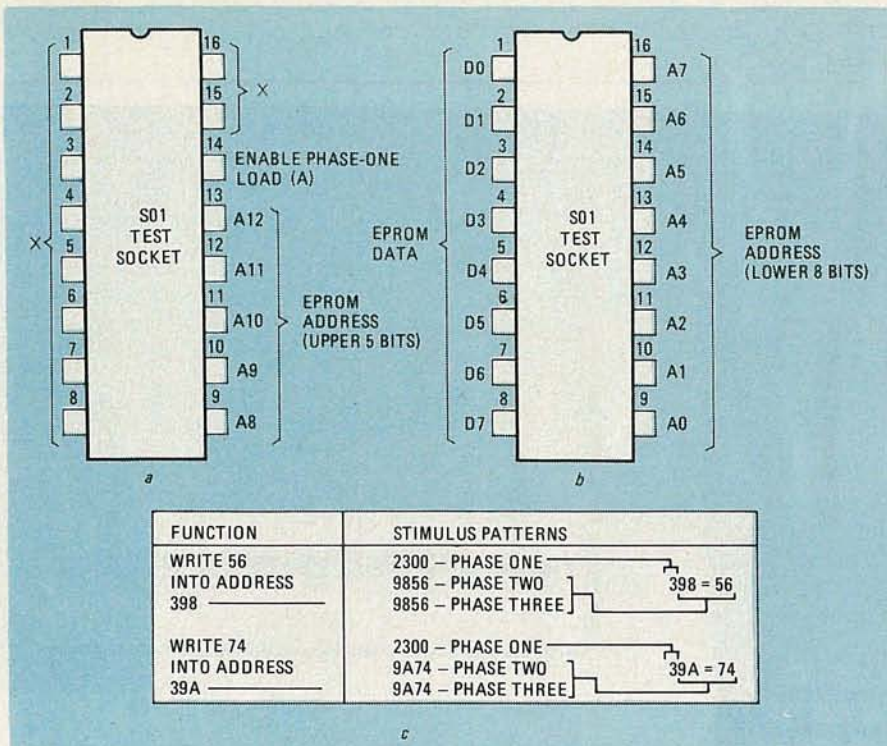 1
16
2
15
X
3
14
ENABLE PHASE-ONE
LOAD (A)
4
13
A12
S01
TEST
SOCKET
X
5
12
A11
6
11
A10
EPROM
ADDRESS
(UPPER 5 BITS)
7
10
A9
8
9
A8
a
1
16
D0
A7
2
15
D1
A6
3
14
D2
A5
4
13
D3
A4
S01
TEST
SOCKET
EPROM
DATA
5
12
D4
A3
EPROM
ADDRESS
(LOWER 8 BITS)
6
11
D5
A2
7
10
D6
A1
8
9
D7
A0
b
FUNCTION
STIMULUS PATTERNS
WRITE 56
INTO ADDRESS
398
2300 – PHASE ONE
9856 – PHASE TWO
9856 – PHASE THREE
398 = 56
WRITE 74
INTO ADDRESS
39A
2300 – PHASE ONE
9A74 – PHASE TWO
9A74 – PHASE THREE
39A = 74
c